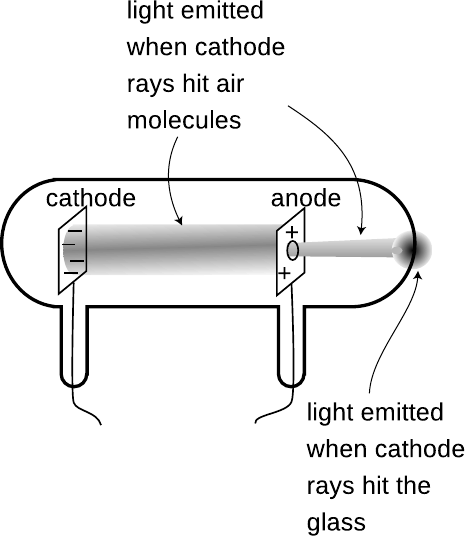 light emitted
when cathode
rays hit air
molecules
cathode
anode
light emitted
when cathode
rays hit the
glass